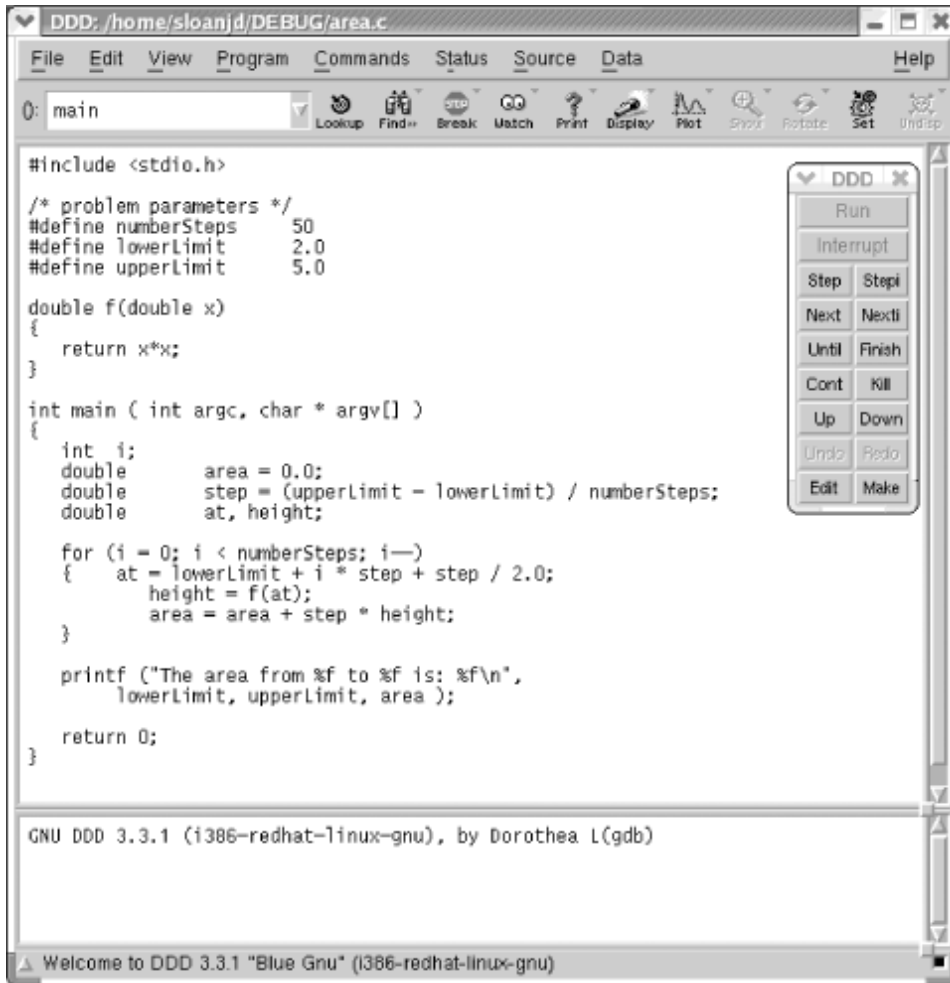 DDD: /home/sloanjd/DEBUG/area.c
File Edit View Program Commands Status Source Data Help
(): main
Lookup Find» Break Watch Print Display Plot Show Rotate Set Undisp
#include <stdio.h>
/* problem parameters */
#define numberSteps 50
#define lowerLimit 2.0
#define upperLimit 5.0
double f(double x)
{
return x*x;
}
int main ( int argc, char * argv[] )
{
int i;
double area = 0.0;
double step = (upperLimit - lowerLimit) / numberSteps;
double at, height;
for (i = 0; i < numberSteps; i--)
{ at = lowerLimit + i * step + step / 2.0;
height = f(at);
area = area + step * height;
}
printf ("The area from %f to %f is: %f\n",
lowerLimit, upperLimit, area );
return 0;
}
DDD
Run
Interrupt
Step Stepi
Next Nexti
Until Finish
Cont Kill
Up Down
Undo Redo
Edit Make
GNU DDD 3.3.1 (i386-redhat-linux-gnu), by Dorothea L(gdb)
Welcome to DDD 3.3.1 "Blue Gnu" (i386-redhat-linux-gnu)